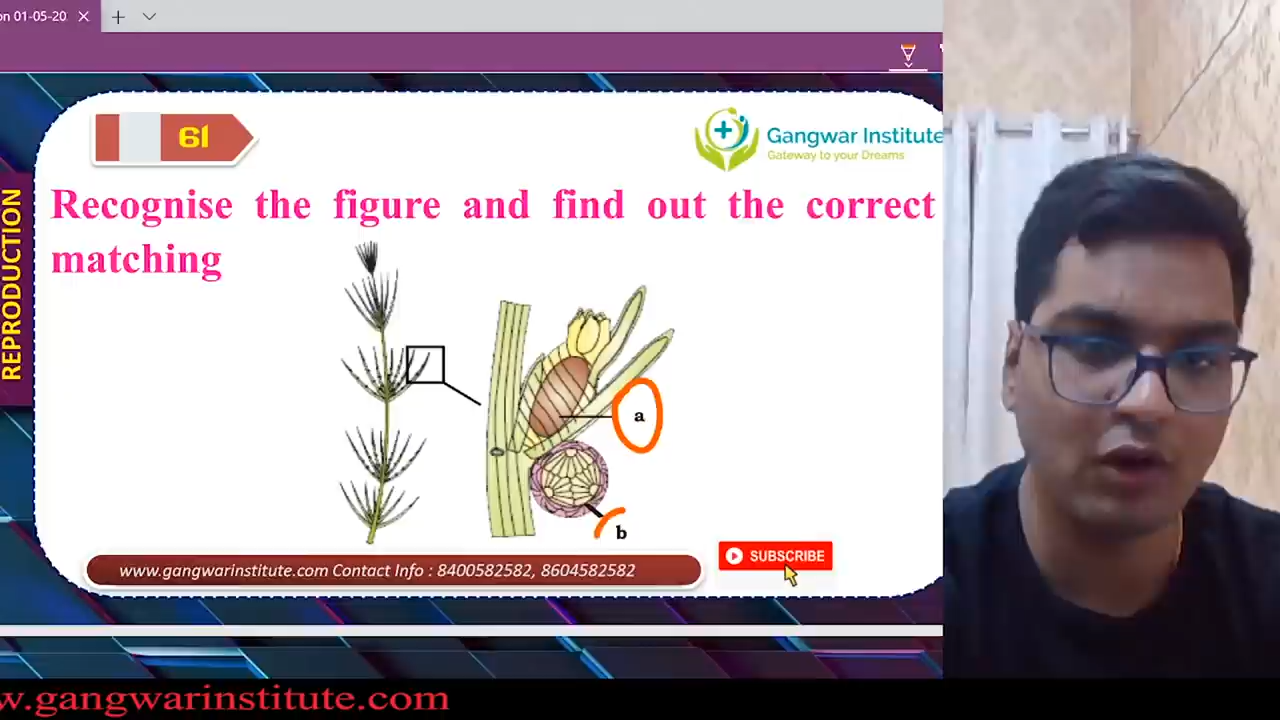 on 01-05-20
61
Gangwar Institute
Gateway to your Dreams
Recognise the figure and find out the correct
matching
REPRODUCTION
a
b
www.gangwarinstitute.com Contact Info : 8400582582, 8604582582
SUBSCRIBE
w.gangwarinstitute.com